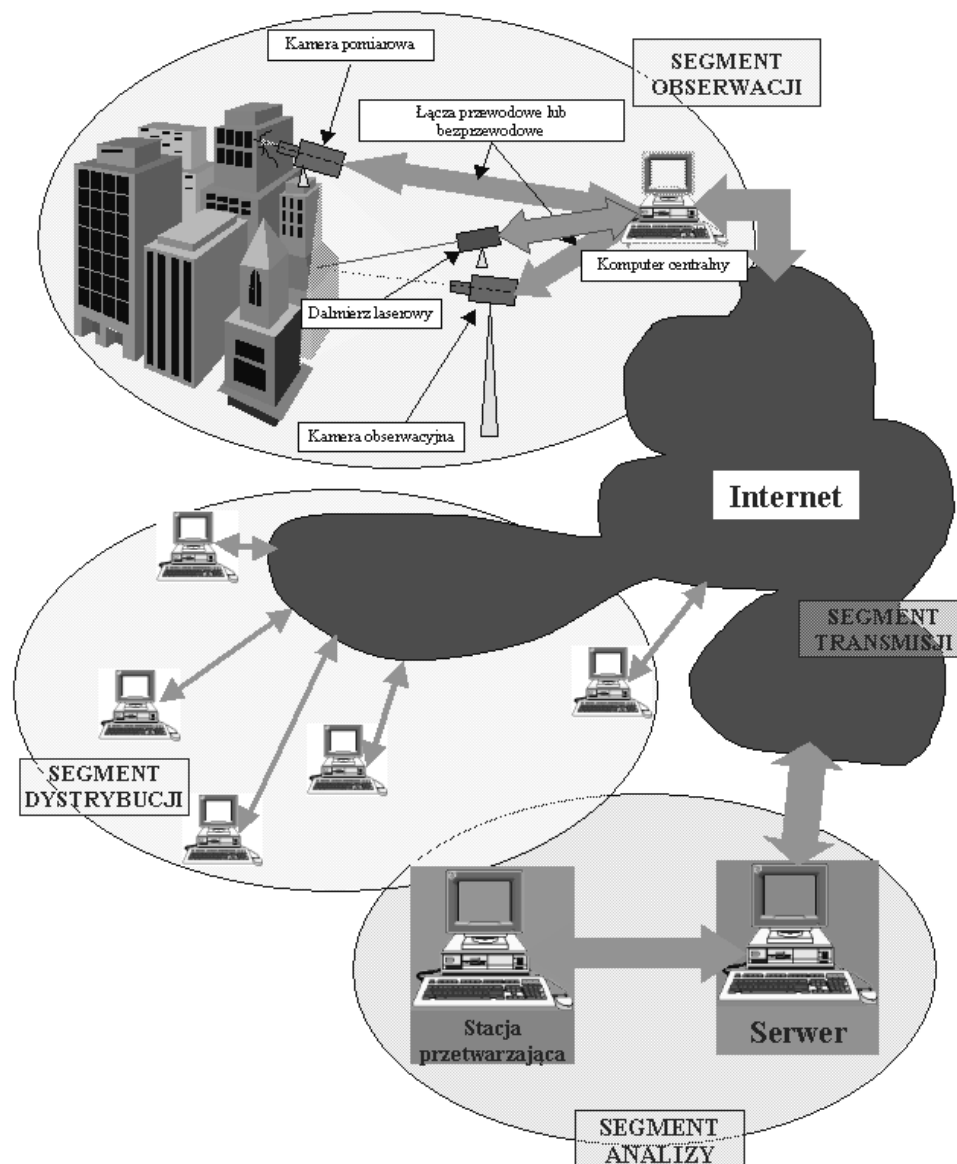 Kamera pomiarowa
SEGMENT
OBSERWACJI
Łącza przewodowe lub
bezprzewodowe
Komputer centralny
Dalmierz laserowy
Kamera obserwacyjna
Internet
SEGMENT
TRANSMISJI
SEGMENT
DYSTRYBUCJI
Stacja
przetwarzająca
Serwer
SEGMENT
ANALIZY